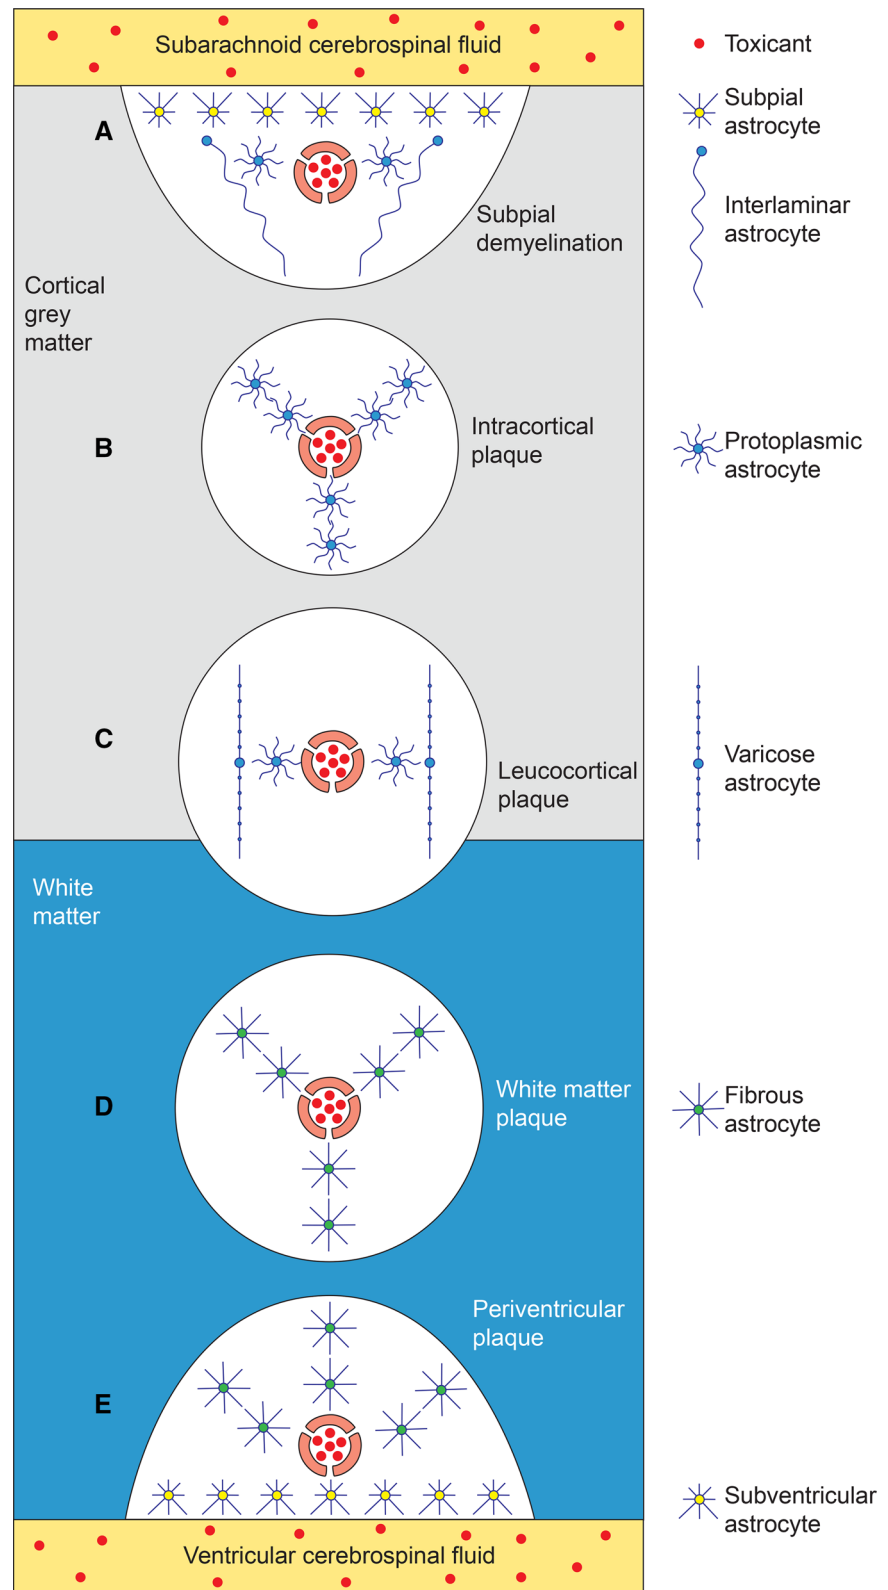 Subarachnoid cerebrospinal fluid
Toxicant
Subpial
astrocyte
A
Interlaminar
astrocyte
Subpial
demyelination
Cortical
grey
matter
B
Intracortical
plaque
Protoplasmic
astrocyte
C
Leucocortical
plaque
Varicose
astrocyte
White
matter
D
White matter
plaque
Fibrous
astrocyte
Periventricular
plaque
E
Subventricular
astrocyte
Ventricular cerebrospinal fluid